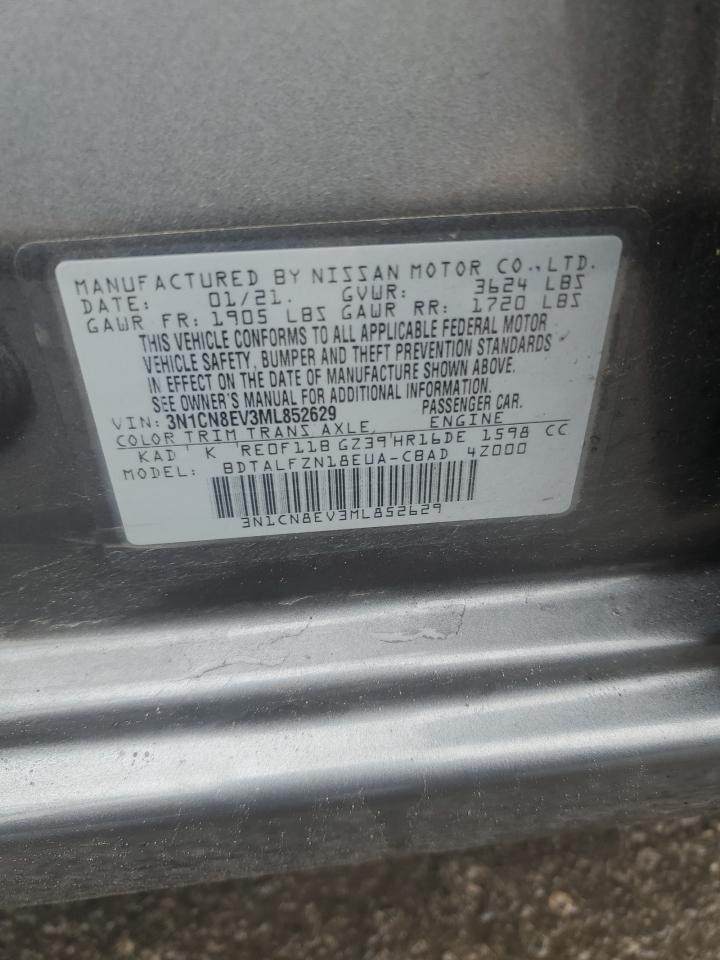 MANUFACTURED BY NISSAN MOTOR CO., LTD.
DATE: 01/21. GVWR: 3624 LBS
GAWR FR: 1905 LBS GAWR RR: 1720 LBS
THIS VEHICLE CONFORMS TO ALL APPLICABLE FEDERAL MOTOR
VEHICLE SAFETY, BUMPER AND THEFT PREVENTION STANDARDS
IN EFFECT ON THE DATE OF MANUFACTURE SHOWN ABOVE.
SEE OWNER'S MANUAL FOR ADDITIONAL INFORMATION.
VIN: 3N1CN8EV3ML852629 PASSENGER CAR.
COLOR TRIM TRANS AXLE, ENGINE
KAD K RE0F11B GZ39 HR16DE 1598 CC
MODEL: BDTALFZN18EUA-CBAD 4Z000
3N1CN8EV3ML852629